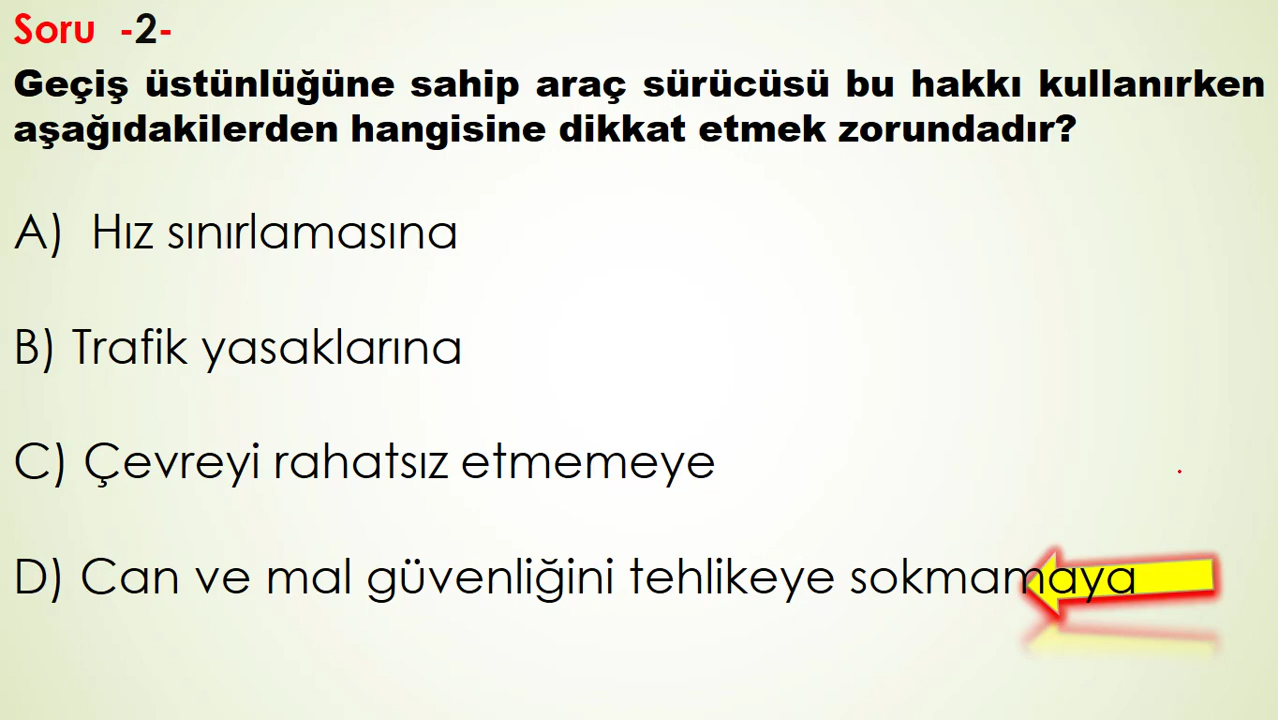 Soru -2-
Geçiş üstünlüğüne sahip araç sürücüsü bu hakkı kullanırken
aşağıdakilerden hangisine dikkat etmek zorundadır?
A) Hız sınırlamasına
B) Trafik yasaklarına
C) Çevreyi rahatsız etmemeye
D) Can ve mal güvenliğini tehlikeye sokmamaya